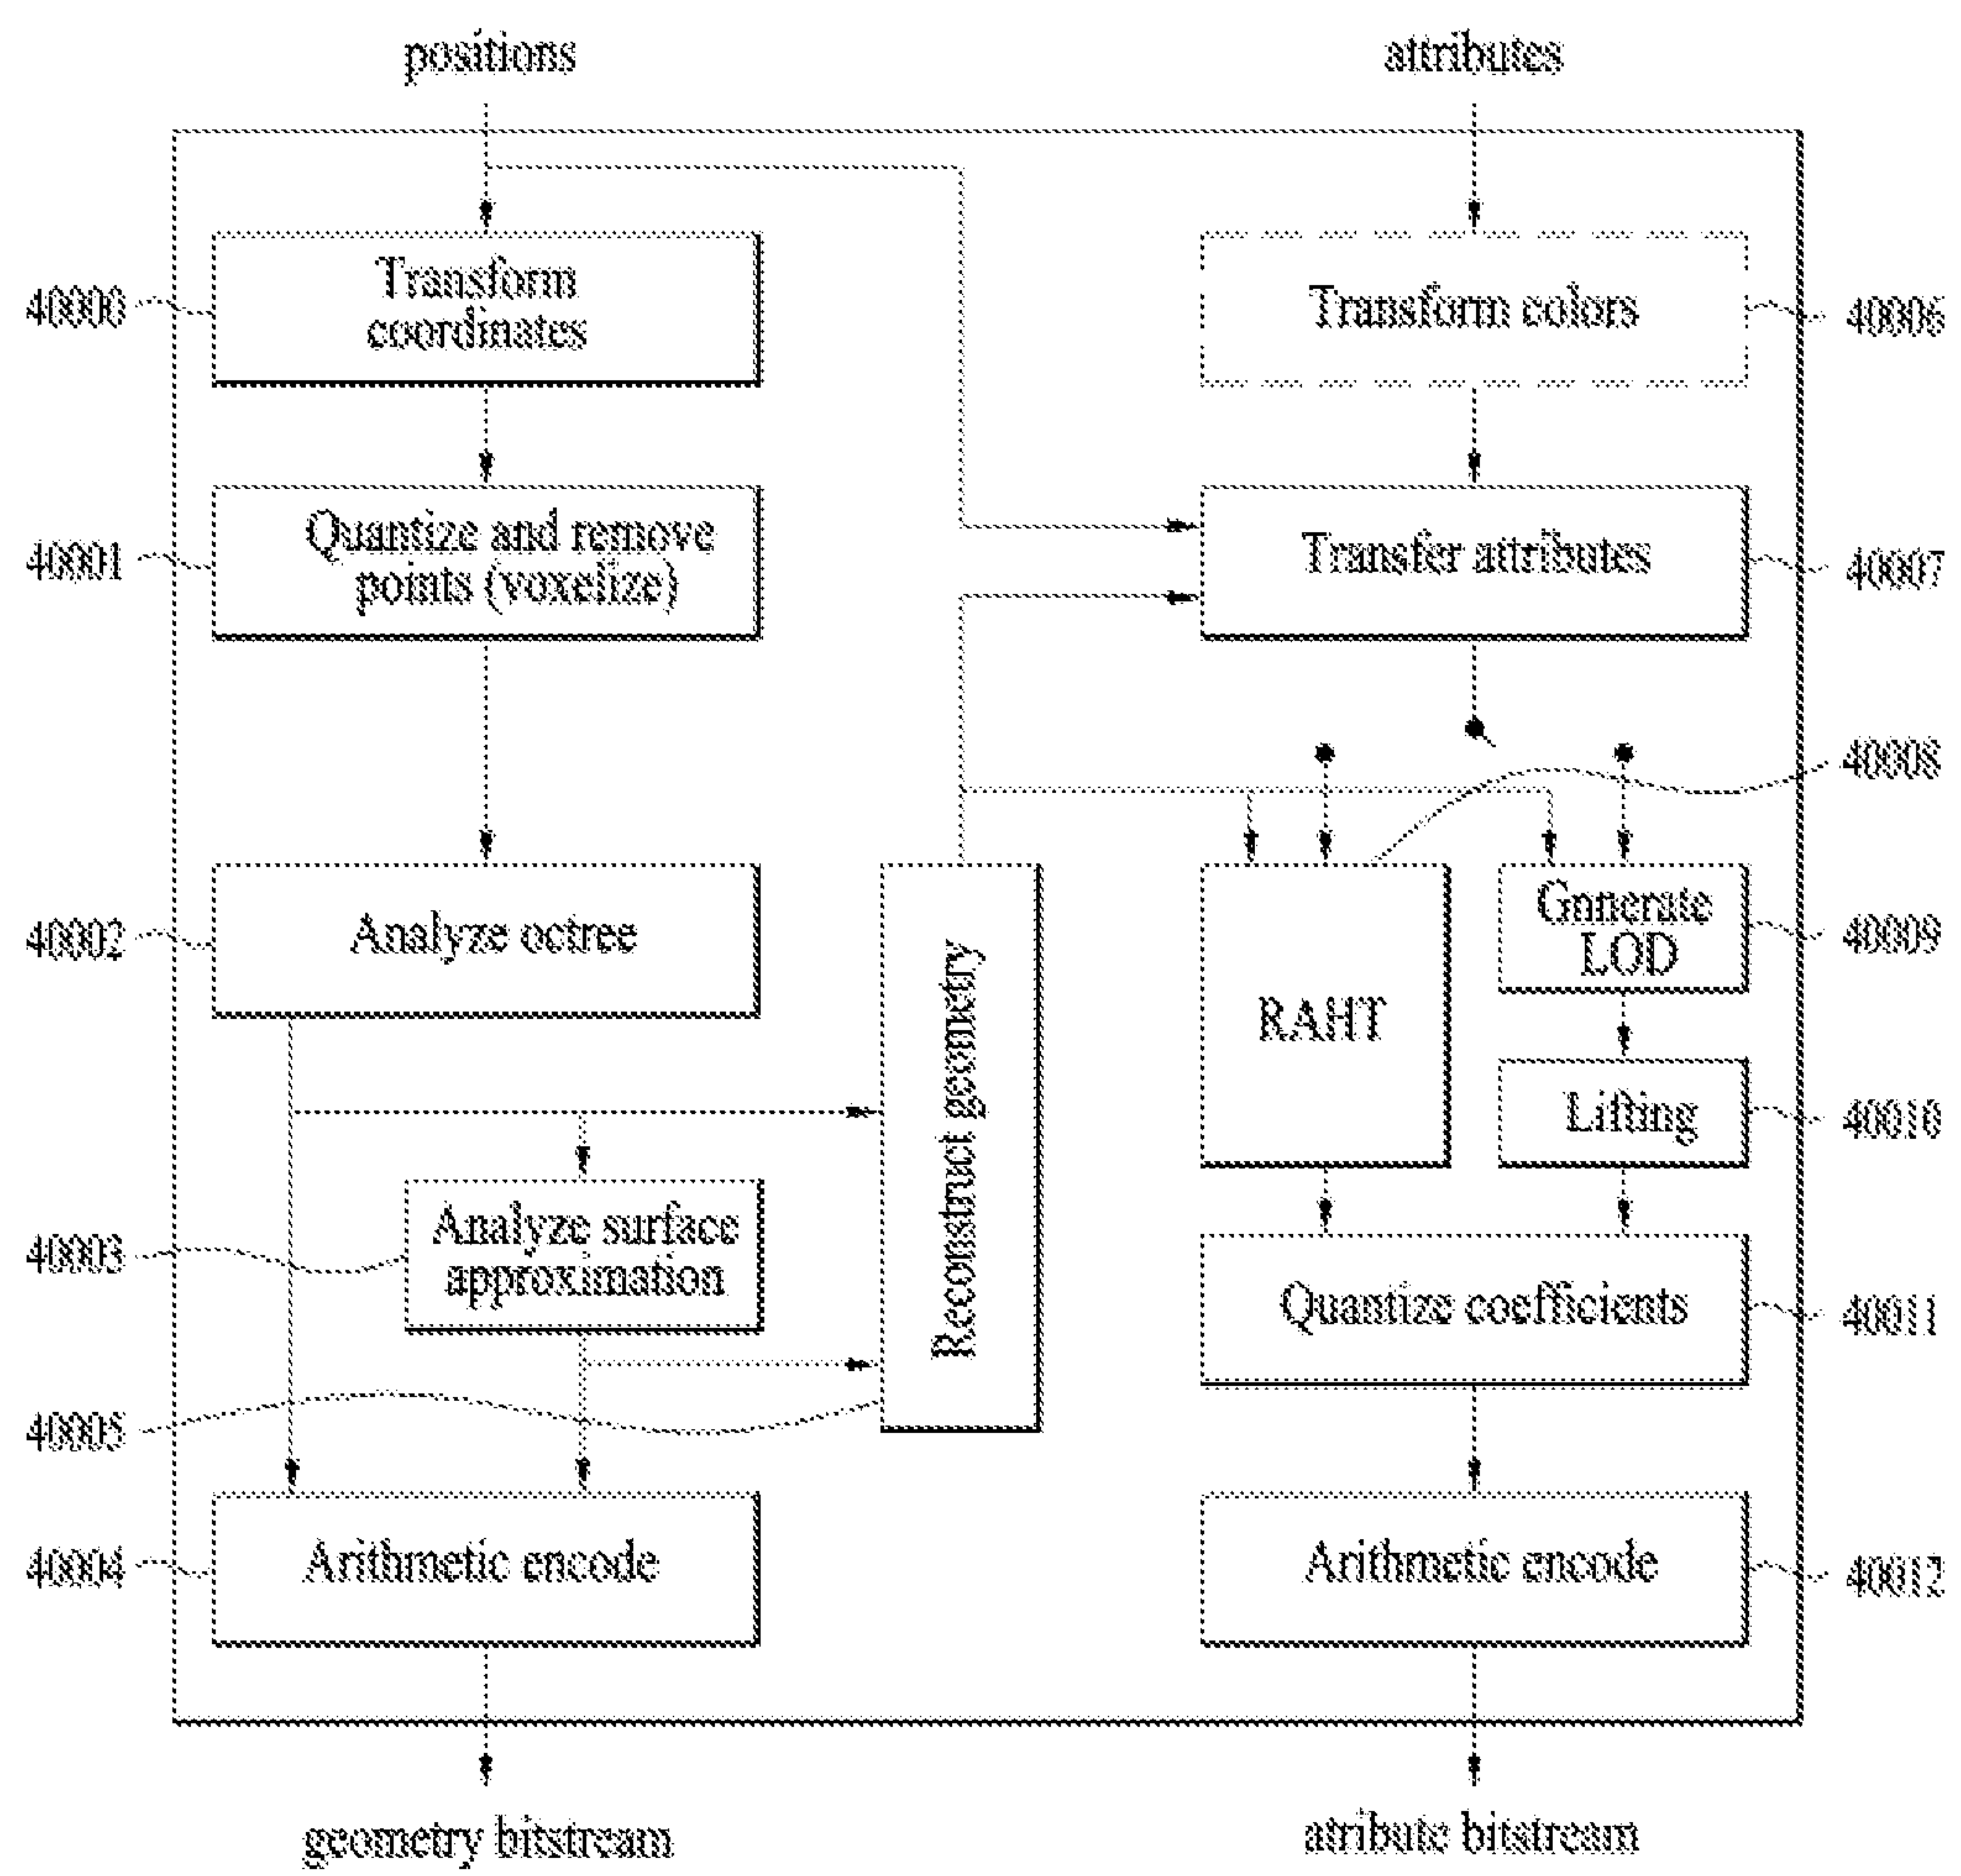 positions
attributes
40000
Transform
coordinates
Transform colors
40006
40001
Quantize and remove
points (voxelize)
Transfer attributes
40007
40008
40002
Analyze octree
Reconstruct geometry
RAHT
Gnnerate
LOD
40009
Lifting
40010
40003
Analyze surface
approximation
Quantize coefficients
40011
40005
40004
Arithmetic encode
Arithmetic encode
40012
geometry bitstream
atribute bitstream